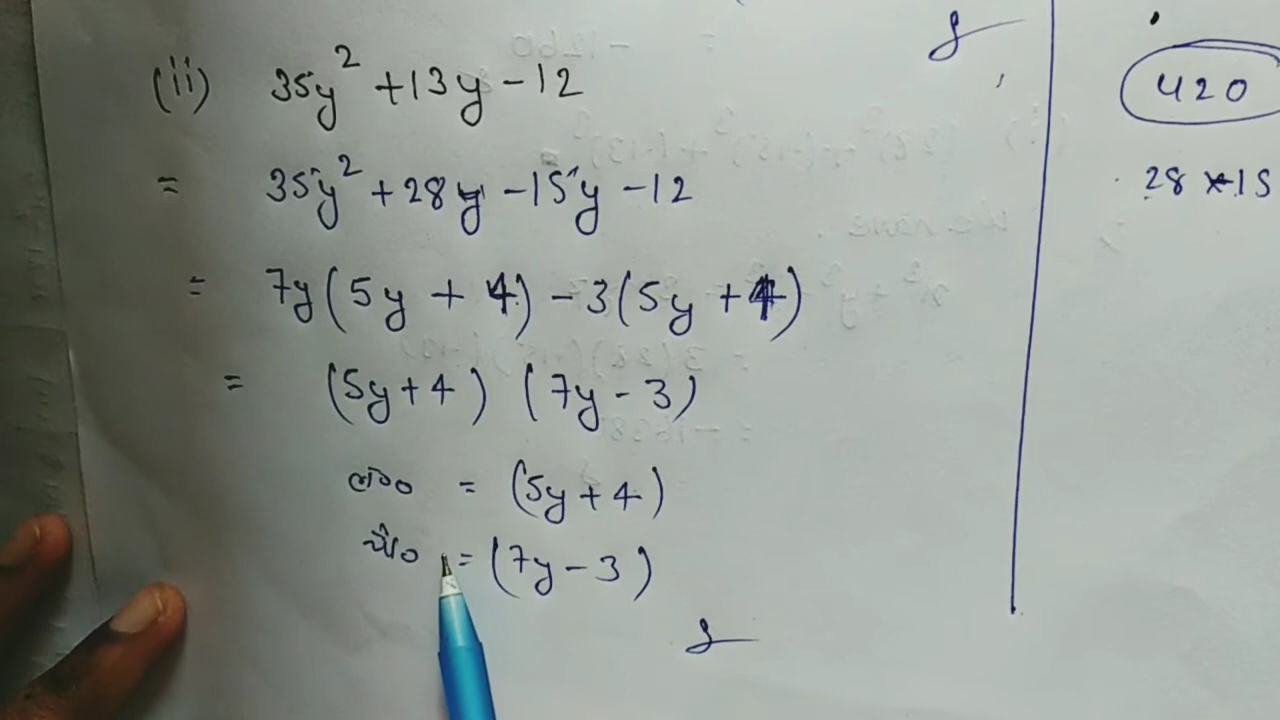 (ii) 35y² + 13y - 12
= 35y² + 28y - 15y - 12
= 7y(5y + 4) - 3(5y + 4)
= (5y + 4) (7y - 3)
ল০ = (5y + 4)
= (7y - 3)
420
28 × 15